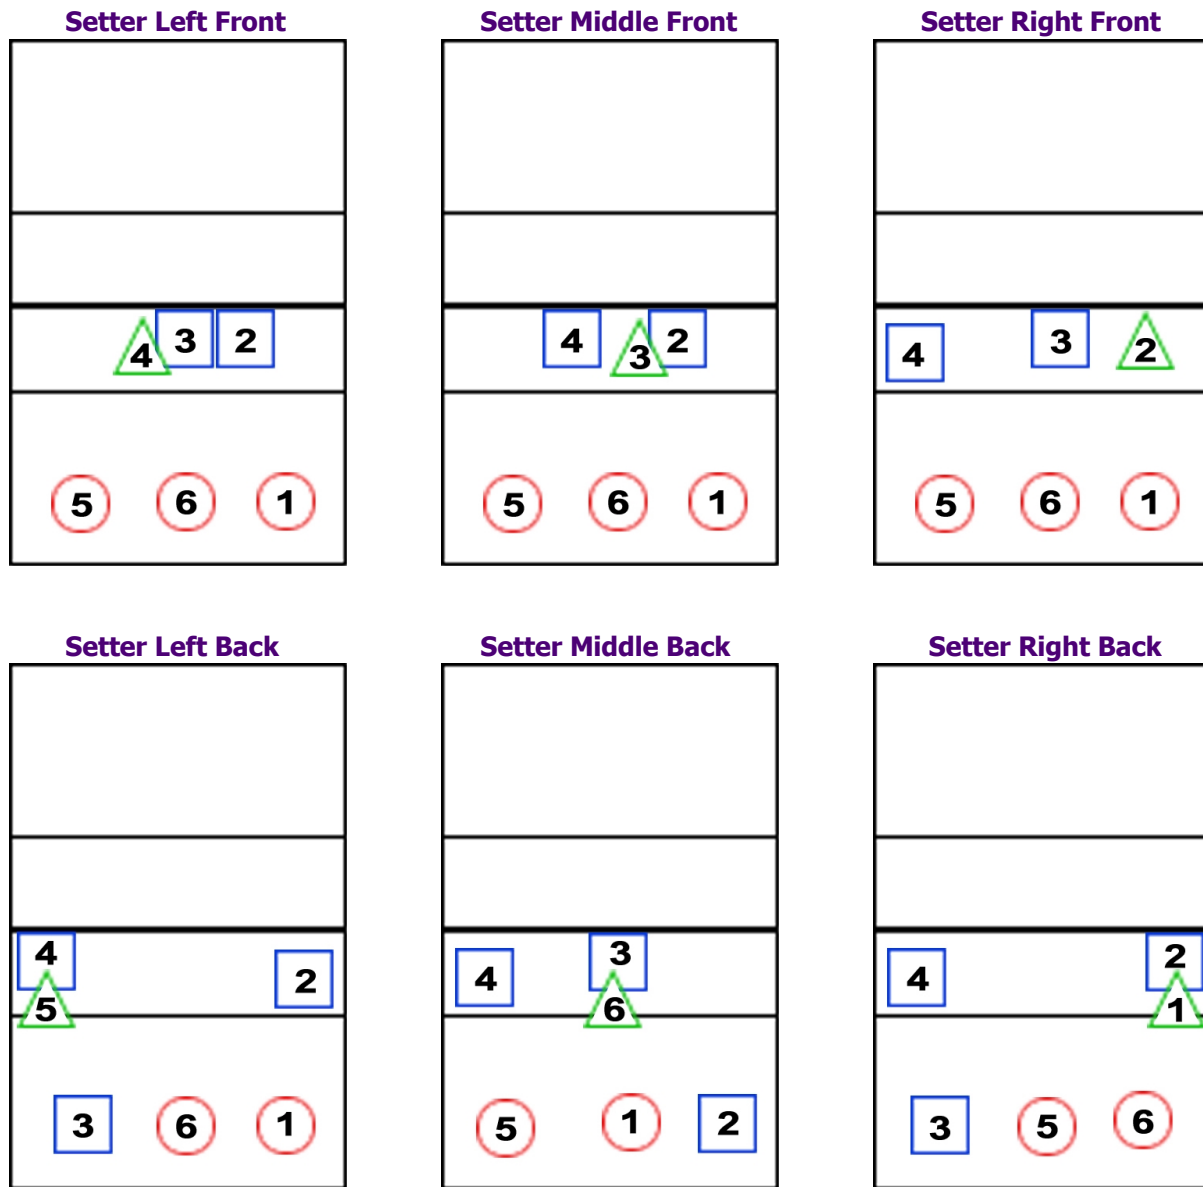 Setter Left Front
Setter Middle Front
Setter Right Front
4 3 2
4 3 2
4 3 2
5 6 1
5 6 1
5 6 1
Setter Left Back
Setter Middle Back
Setter Right Back
4
5
2
4
3
6
4
2
1
3 6 1
5 1 2
3 5 6